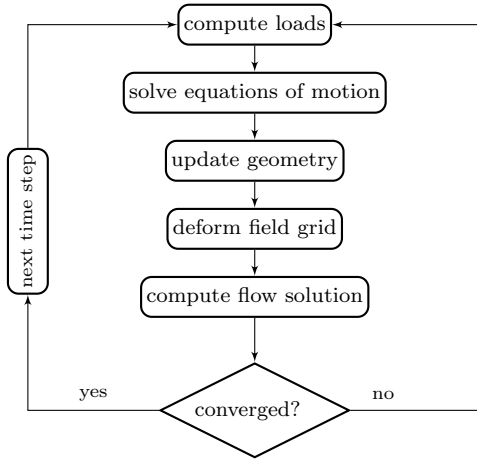 compute loads
solve equations of motion
update geometry
next time step
deform field grid
compute flow solution
yes
converged?
no